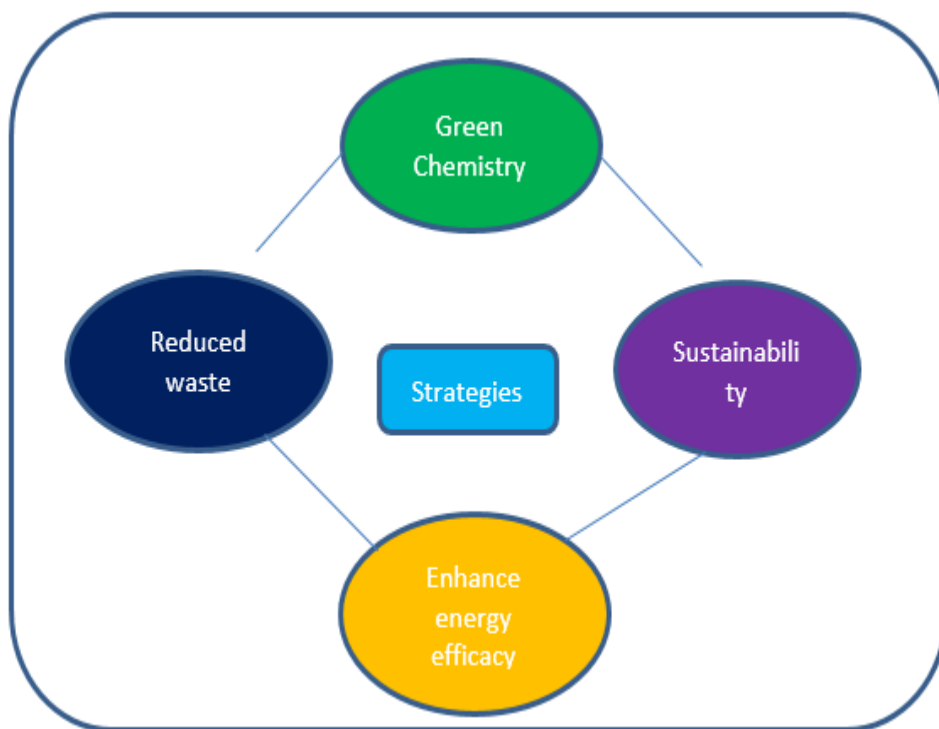 Green
Chemistry
Reduced
waste
Strategies
Sustainabili
ty
Enhance
energy
efficacy